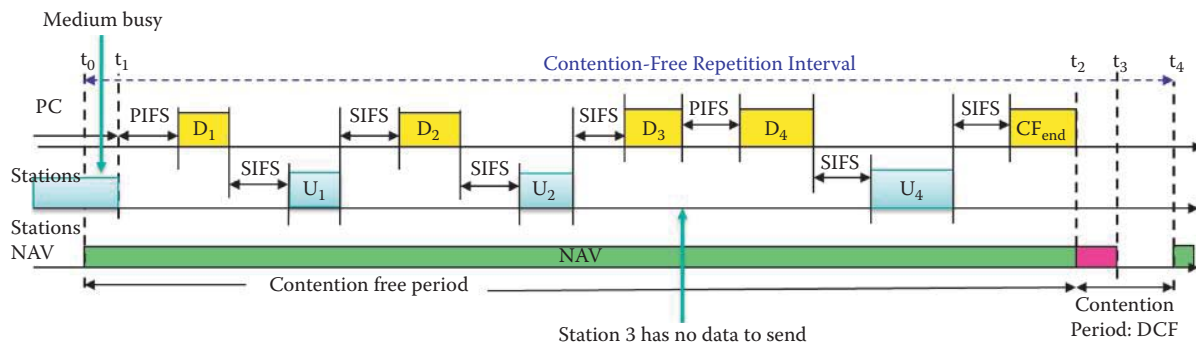 Medium busy
t0 t1 Contention-Free Repetition Interval t2 t3 t4
PC PIFS D1 SIFS D2 SIFS D3 PIFS D4 SIFS CFend
Stations SIFS U1 SIFS U2 SIFS U4
Stations
NAV NAV
Contention free period Contention
Period: DCF
Station 3 has no data to send